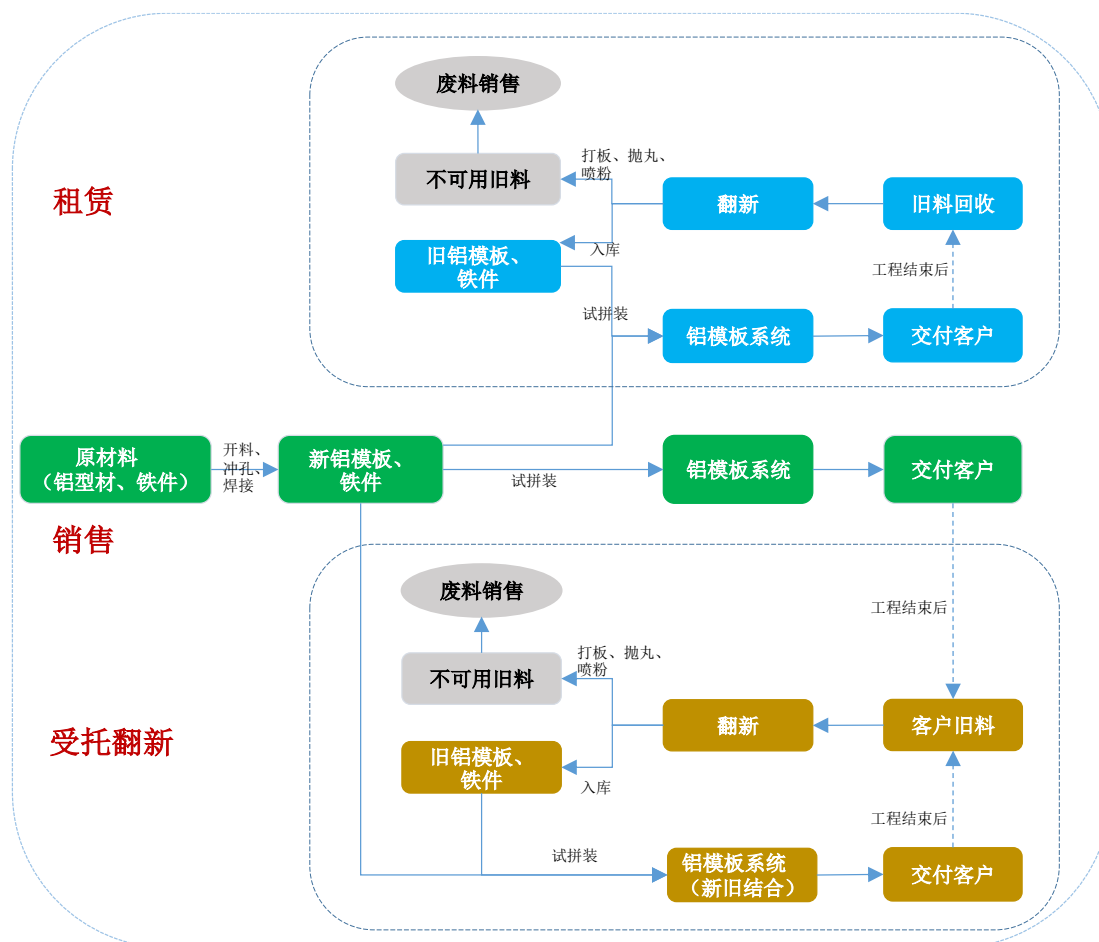 废料销售
不可用旧料
打板、抛丸、
喷粉
翻新
旧料回收
租赁
入库
旧铝模板、
铁件
工程结束后
试拼装
铝模板系统
交付客户
原材料
（铝型材、铁件）
开料、
冲孔、
焊接
新铝模板、
铁件
试拼装
铝模板系统
交付客户
销售
废料销售
工程结束后
不可用旧料
打板、抛丸、
喷粉
翻新
客户旧料
受托翻新
旧铝模板、
铁件
入库
工程结束后
试拼装
铝模板系统
（新旧结合）
交付客户